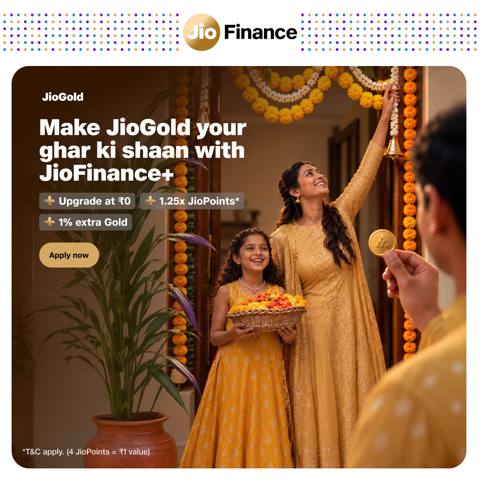 Jio Finance
JioGold
Make JioGold your
ghar ki shaan with
JioFinance+
Upgrade at ₹0
1.25x JioPoints*
1% extra Gold
Apply now
*T&C apply. (4 JioPoints = ₹1 value)